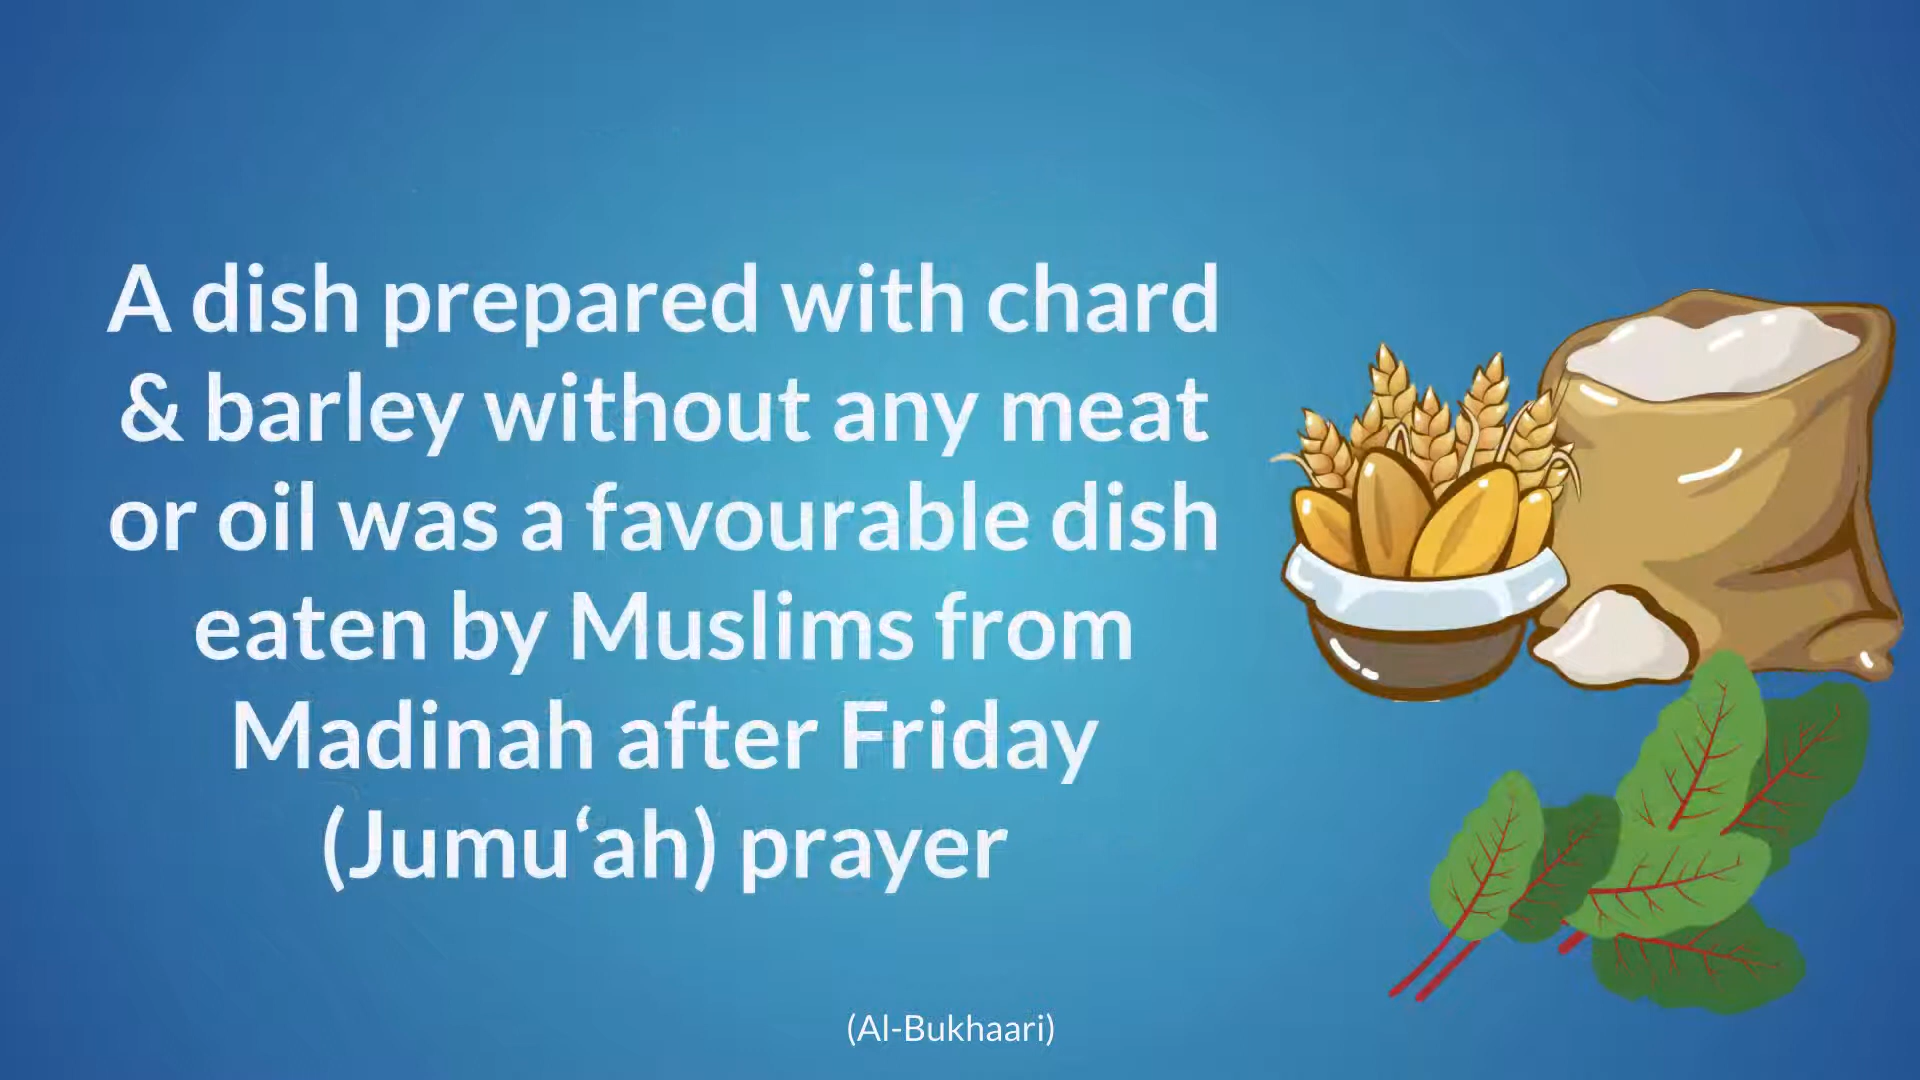 A dish prepared with chard
& barley without any meat
or oil was a favourable dish
eaten by Muslims from
Madinah after Friday
(Jumu‘ah) prayer
(Al-Bukhaari)